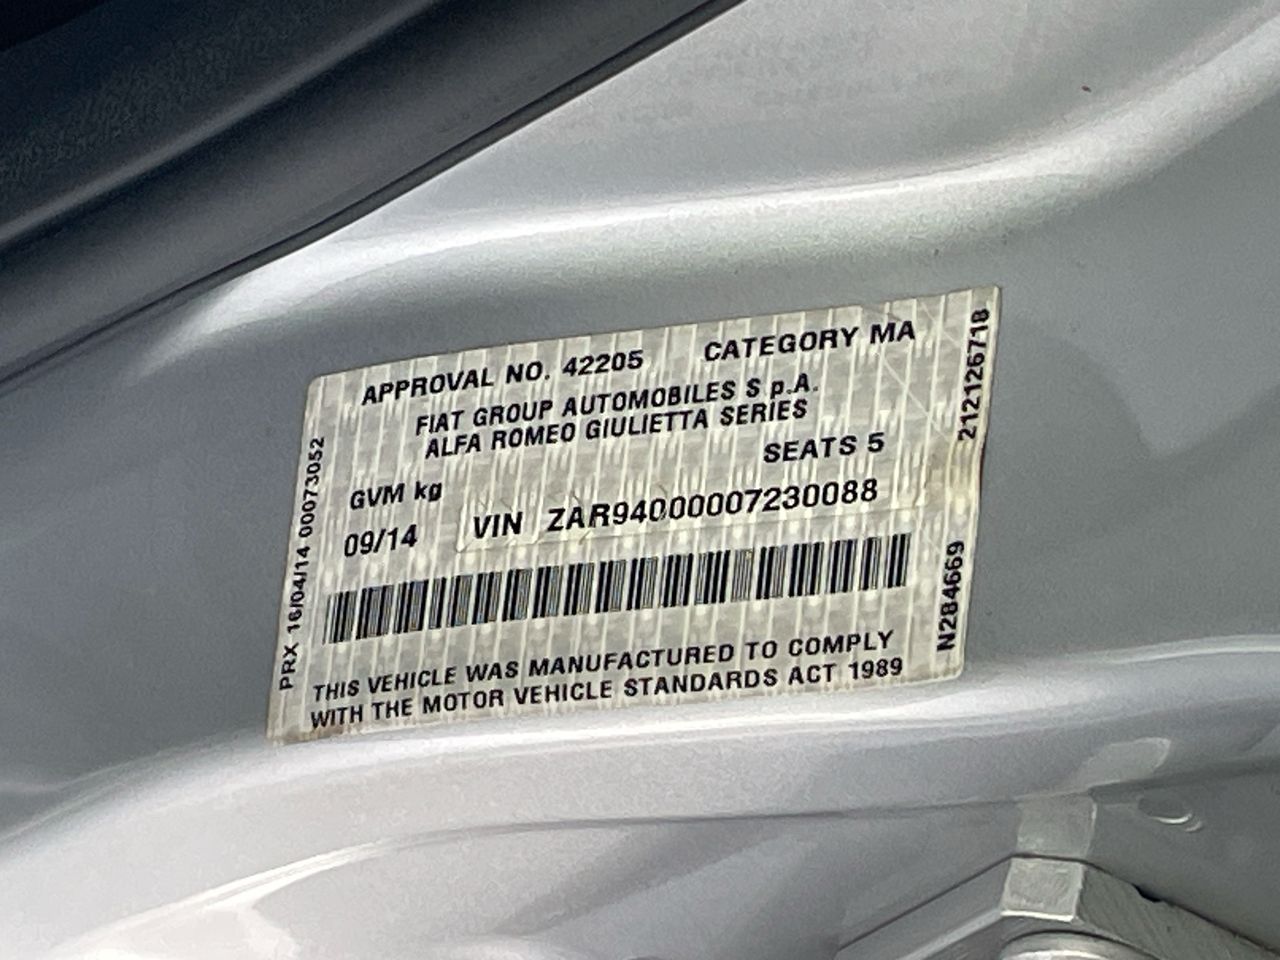 APPROVAL NO. 42205 CATEGORY MA
FIAT GROUP AUTOMOBILES S p.A.
ALFA ROMEO GIULIETTA SERIES
SEATS 5
GVM kg
09/14 VIN ZAR94000007230088
THIS VEHICLE WAS MANUFACTURED TO COMPLY
WITH THE MOTOR VEHICLE STANDARDS ACT 1989
PRX 16/04/14 00073052
212126718
N284669